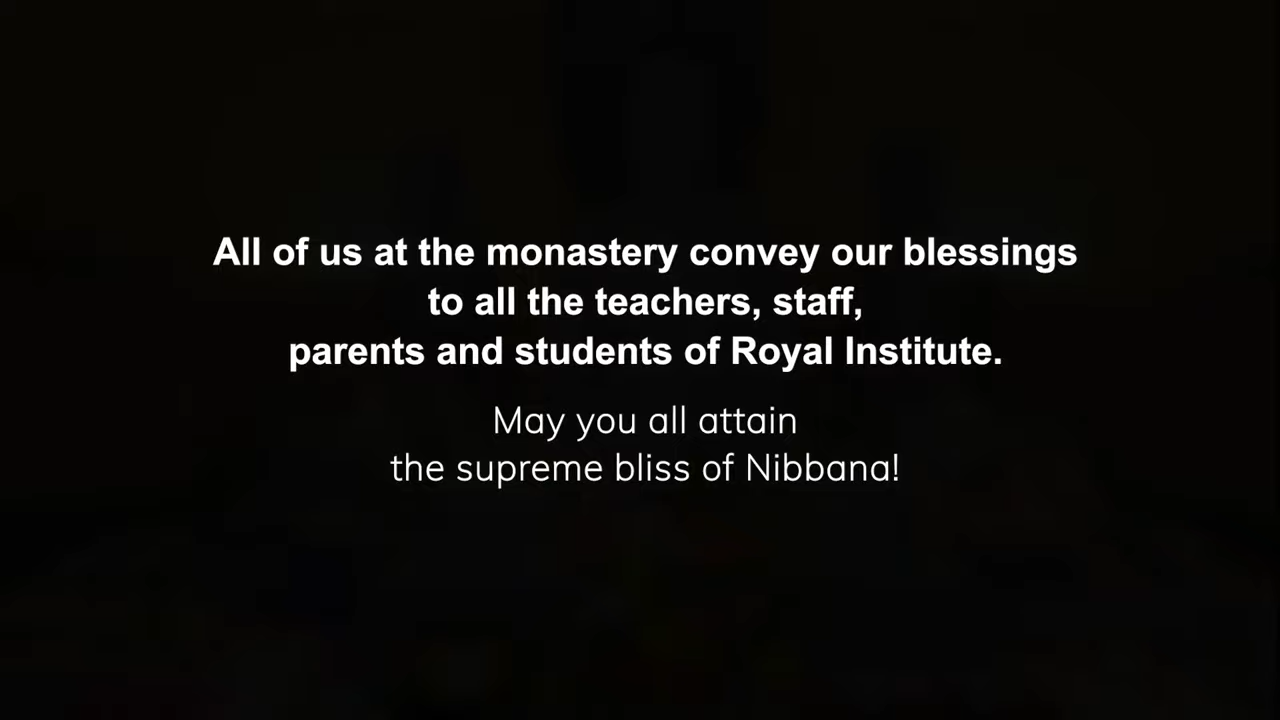 All of us at the monastery convey our blessings
to all the teachers, staff,
parents and students of Royal Institute.
May you all attain
the supreme bliss of Nibbana!